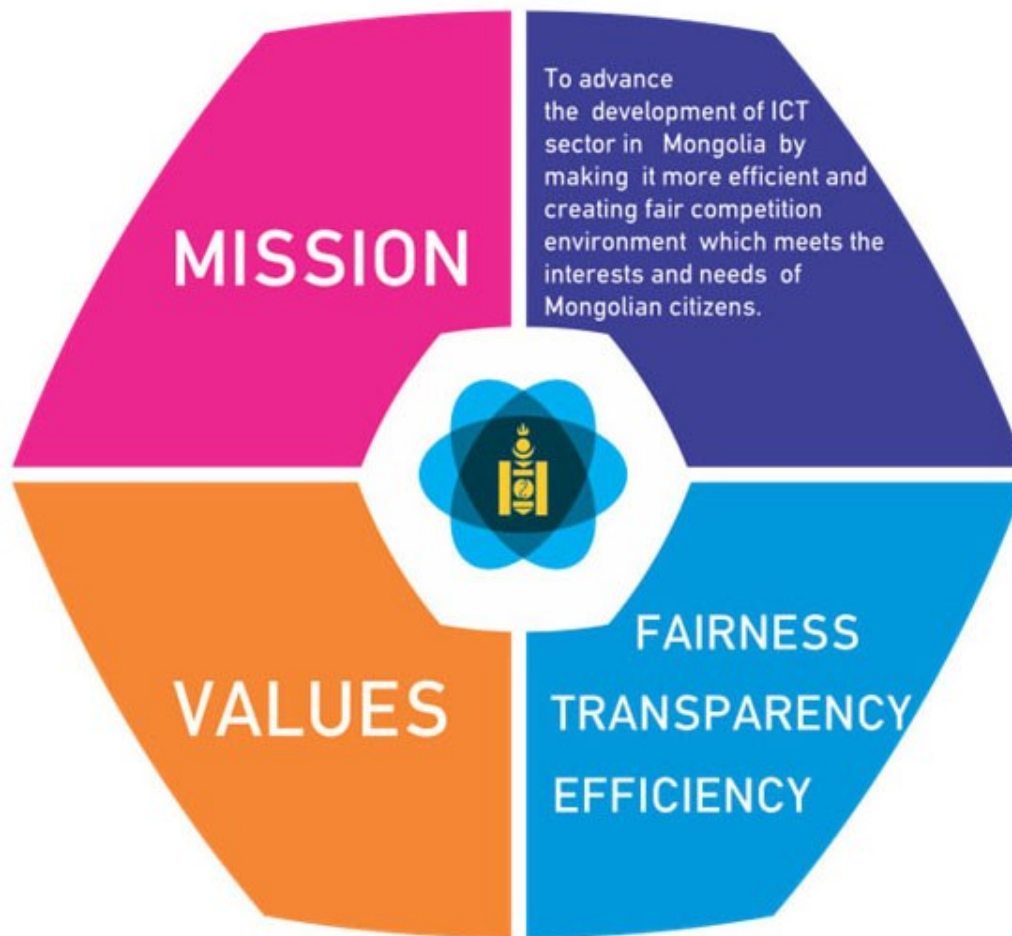 MISSION
To advance
the development of ICT
sector in Mongolia by
making it more efficient and
creating fair competition
environment which meets the
interests and needs of
Mongolian citizens.
VALUES
FAIRNESS
TRANSPARENCY
EFFICIENCY